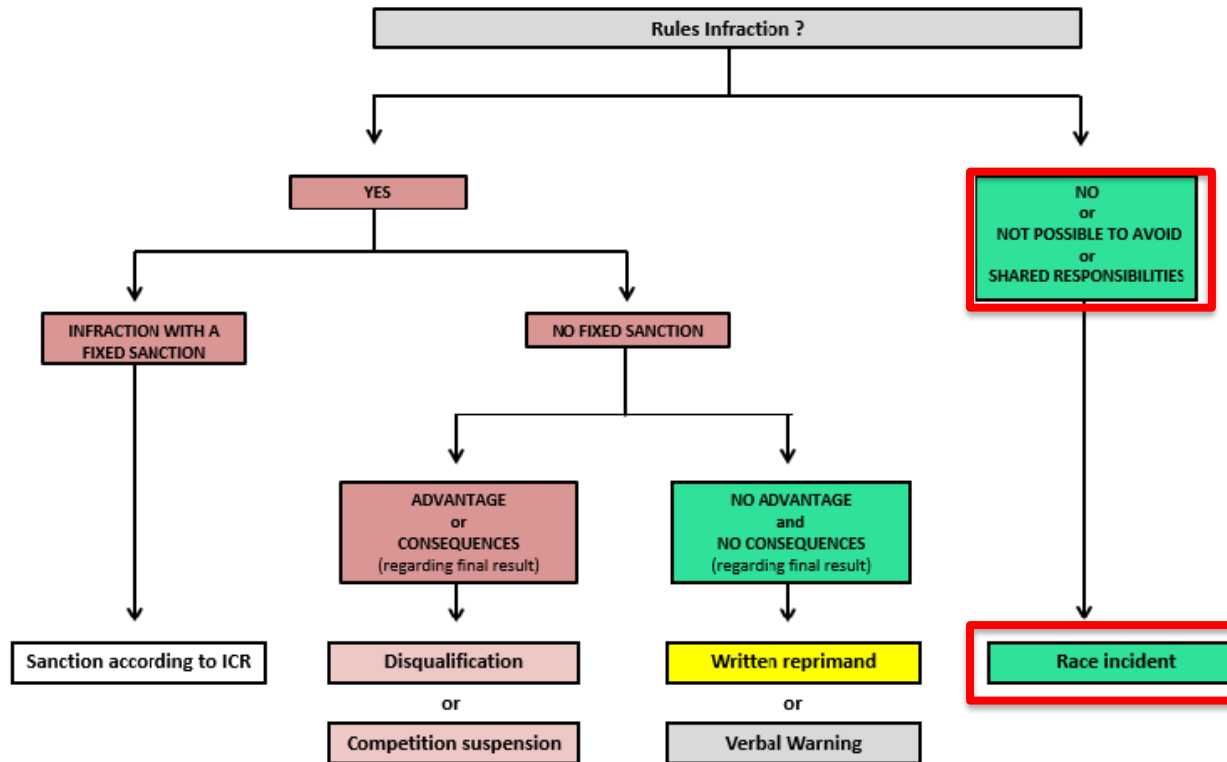 Rules Infraction ?
YES
NO
or
NOT POSSIBLE TO AVOID
or
SHARED RESPONSIBILITIES
INFRACTION WITH A
FIXED SANCTION
NO FIXED SANCTION
ADVANTAGE
or
CONSEQUENCES
(regarding final result)
NO ADVANTAGE
and
NO CONSEQUENCES
(regarding final result)
Sanction according to ICR
Disqualification
or
Competition suspension
Written reprimand
or
Verbal Warning
Race incident